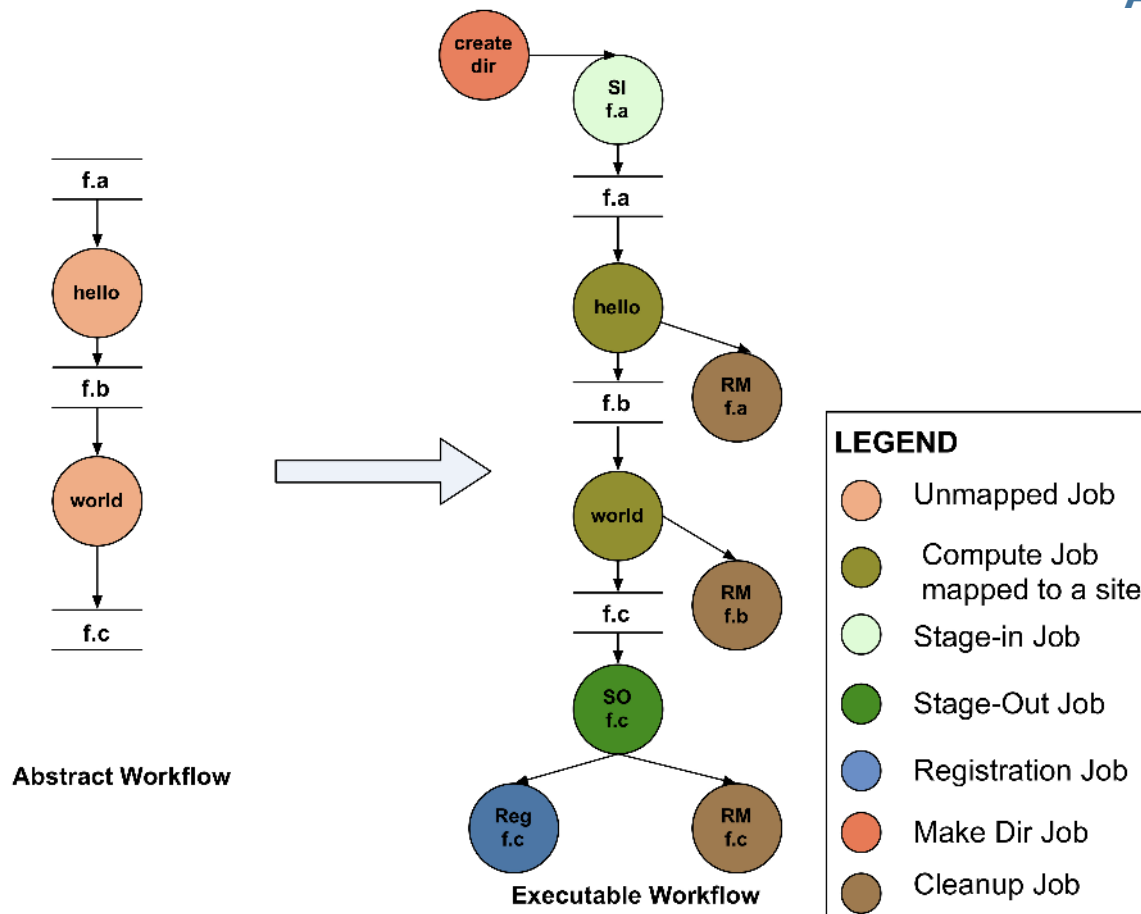 create
dir
SI
f.a
f.a
hello
f.b
world
f.c
Abstract Workflow
f.a
hello
RM
f.a
f.b
world
RM
f.b
f.c
SO
f.c
Reg
f.c
RM
f.c
Executable Workflow
LEGEND
Unmapped Job
Compute Job
mapped to a site
Stage-in Job
Stage-Out Job
Registration Job
Make Dir Job
Cleanup Job